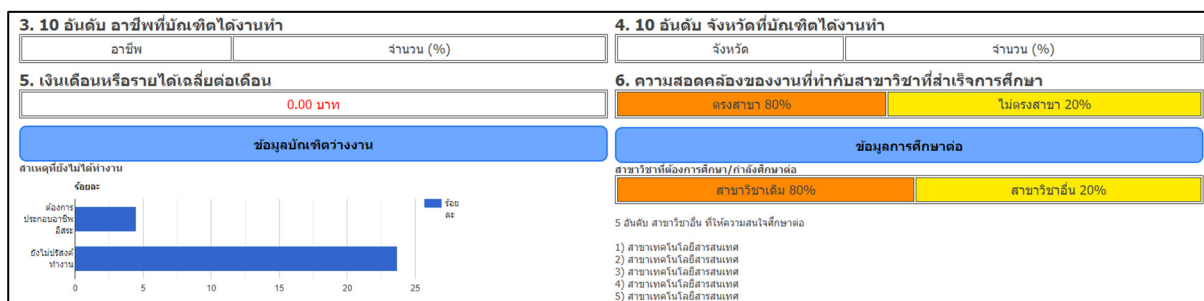 3. 10 อันดับ อาชีพที่บัณฑิตได้งานทำ
อาชีพ จำนวน (%)
5. เงินเดือนหรือรายได้เฉลี่ยต่อเดือน
0.00 บาท
ข้อมูลบัณฑิตว่างงาน
สาเหตุที่ยังไม่ได้ทำงาน
ร้อยละ
ต้องการ
ประกอบอาชีพ
อิสระ
ยังไม่ประสงค์
ทำงาน
0 5 10 15 20 25
ร้อย
ละ
4. 10 อันดับ จังหวัดที่บัณฑิตได้งานทำ
จังหวัด จำนวน (%)
6. ความสอดคล้องของงานที่ทำกับสาขาวิชาที่สำเร็จการศึกษา
ตรงสาขา 80% ไม่ตรงสาขา 20%
ข้อมูลการศึกษาต่อ
สาขาวิชาที่ต้องการศึกษา/กำลังศึกษาต่อ
สาขาวิชาเดิม 80% สาขาวิชาอื่น 20%
5 อันดับ สาขาวิชาอื่น ที่ให้ความสนใจศึกษาต่อ
1) สาขาเทคโนโลยีสารสนเทศ
2) สาขาเทคโนโลยีสารสนเทศ
3) สาขาเทคโนโลยีสารสนเทศ
4) สาขาเทคโนโลยีสารสนเทศ
5) สาขาเทคโนโลยีสารสนเทศ